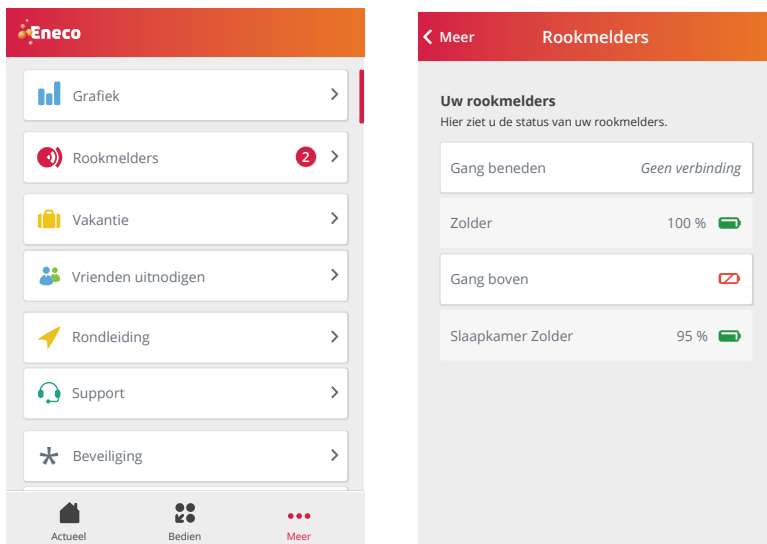 Eneco
Grafiek
Rookmelders 2
Vakantie
Vrienden uitnodigen
Rondleiding
Support
Beveiliging
Actueel Bedien Meer
Meer Rookmelders
Uw rookmelders
Hier ziet u de status van uw rookmelders.
Gang beneden Geen verbinding
Zolder 100 %
Gang boven
Slaapkamer Zolder 95 %